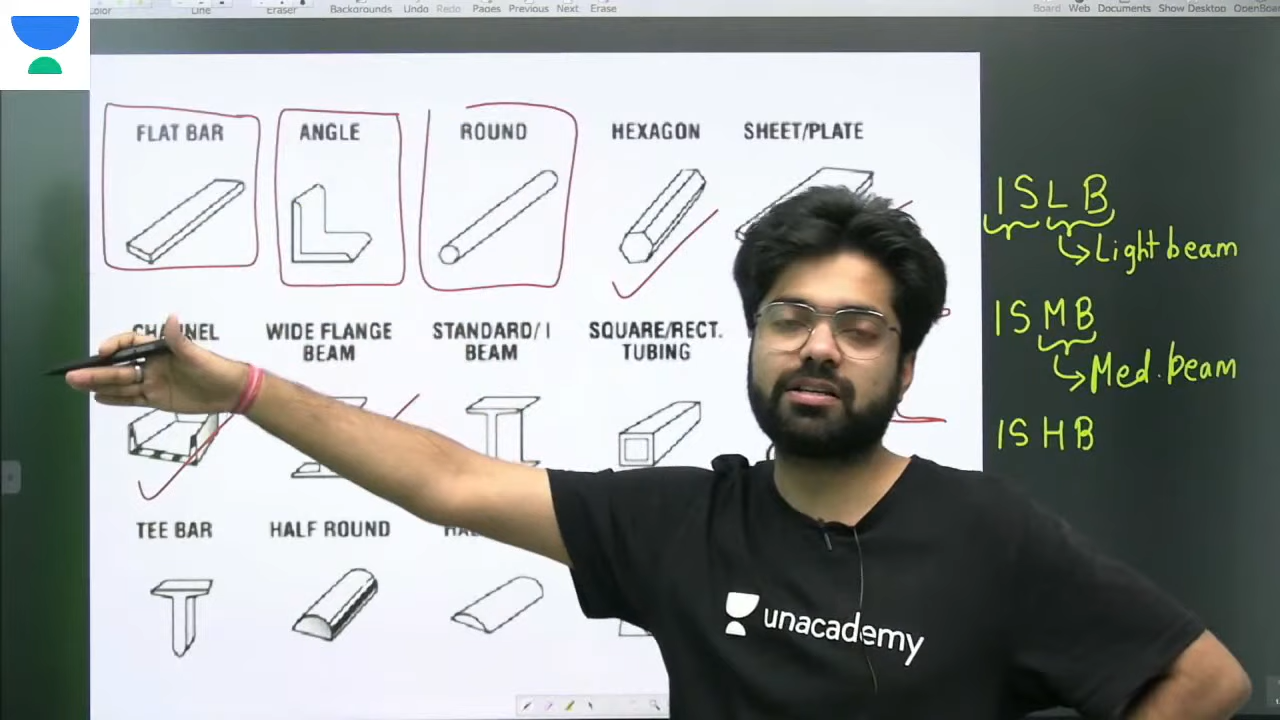 Color
Line
Eraser
Backgrounds
Undo
Redo
Pages
Previous
Next
Erase
Board
Web
Documents
Show Desktop
FLAT BAR
ANGLE
ROUND
HEXAGON
SHEET/PLATE
ISLB
Light beam
ISMB
Med. beam
ISHB
WIDE FLANGE
BEAM
STANDARD/ I
BEAM
SQUARE/RECT.
TUBING
TEE BAR
HALF ROUND
unacademy